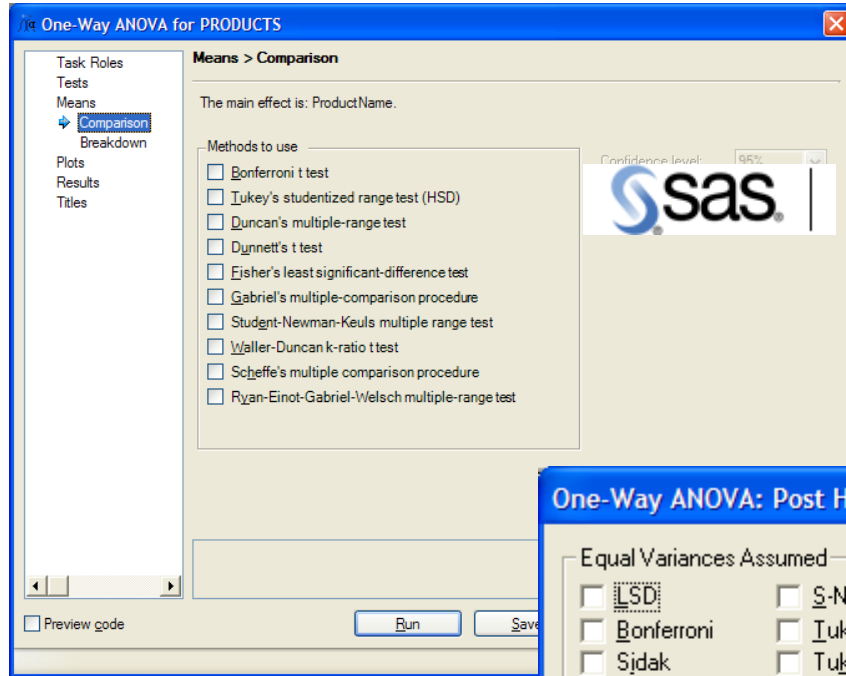 One-Way ANOVA for PRODUCTS
Task Roles
Tests
Means
Comparison
Breakdown
Plots
Results
Titles
Means > Comparison
The main effect is: ProductName.
Methods to use
Bonferroni t test
Tukey's studentized range test (HSD)
Duncan's multiple-range test
Dunnett's t test
Fisher's least significant-difference test
Gabriel's multiple-comparison procedure
Student-Newman-Keuls multiple range test
Waller-Duncan k-ratio t test
Scheffe's multiple comparison procedure
Ryan-Einot-Gabriel-Welsch multiple-range test
Confidence level: 95%
sas®
Preview code
Run
Save
One-Way ANOVA: Post H
Equal Variances Assumed
LSD
S-N
Bonferroni
Tuk
Sidak
Tuk